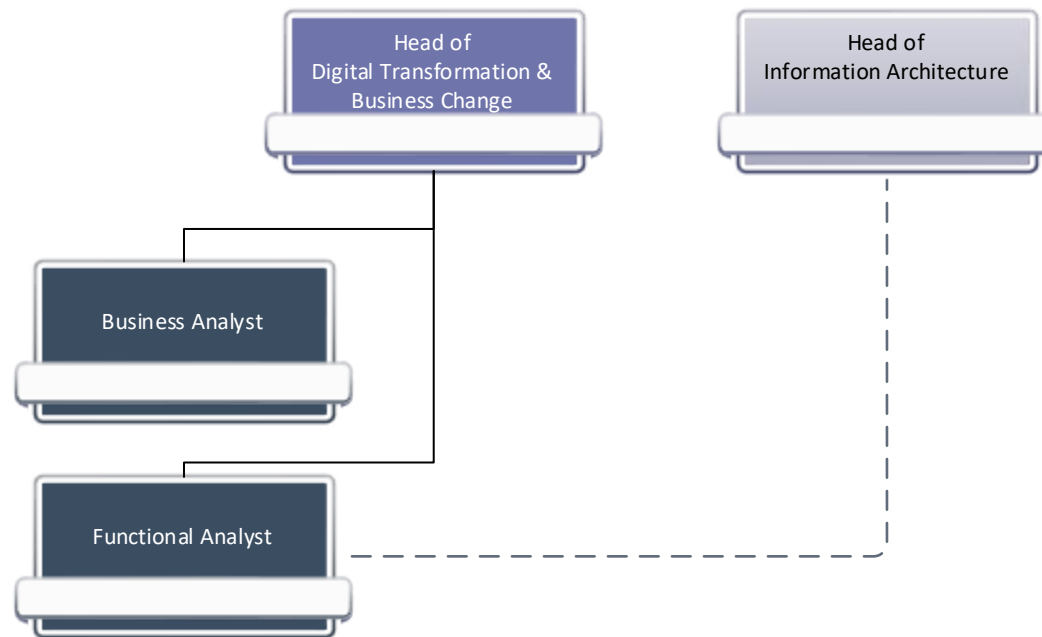 Head of
Digital Transformation &
Business Change
Head of
Information Architecture
Business Analyst
Functional Analyst